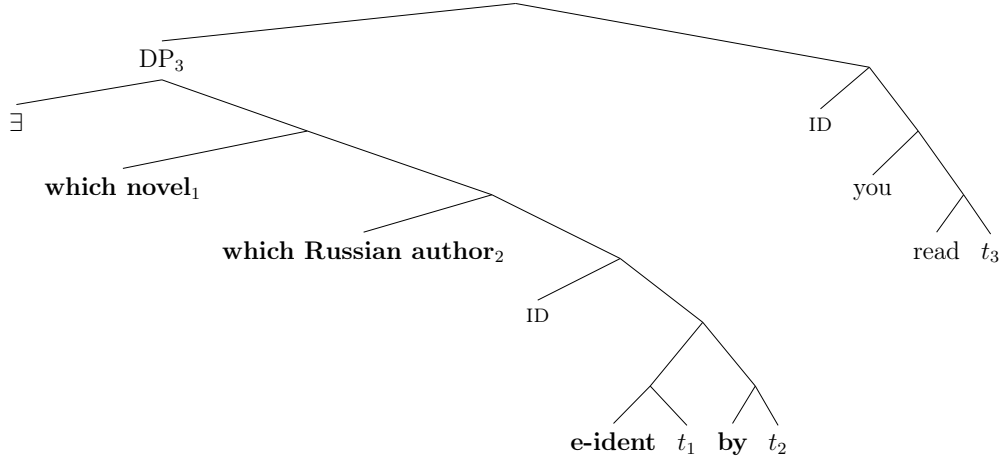 DP₃
∃ ID
which novel₁ you
which Russian author₂ read t₃
ID
e-ident t₁ by t₂